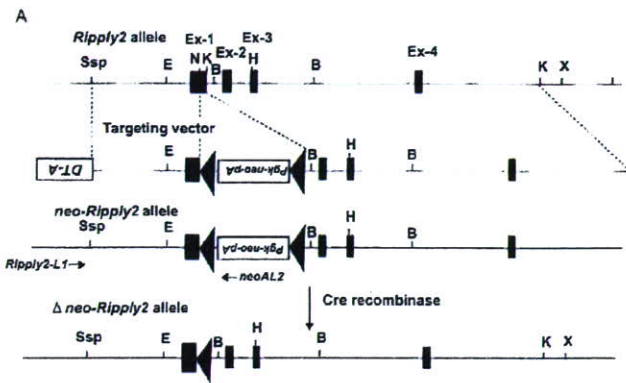 A
Ripply2 allele
Ex-1
Ex-2
Ex-3
Ex-4
Ssp E N K B H B K X
Targeting vector
DT-A E Pgk-neo-pA B H B
neo-Ripply2 allele
Ssp E Pgk-neo-pA B H B
Ripply2-L1
neoAL2
Cre recombinase
Δ neo-Ripply2 allele
Ssp E B H B K X